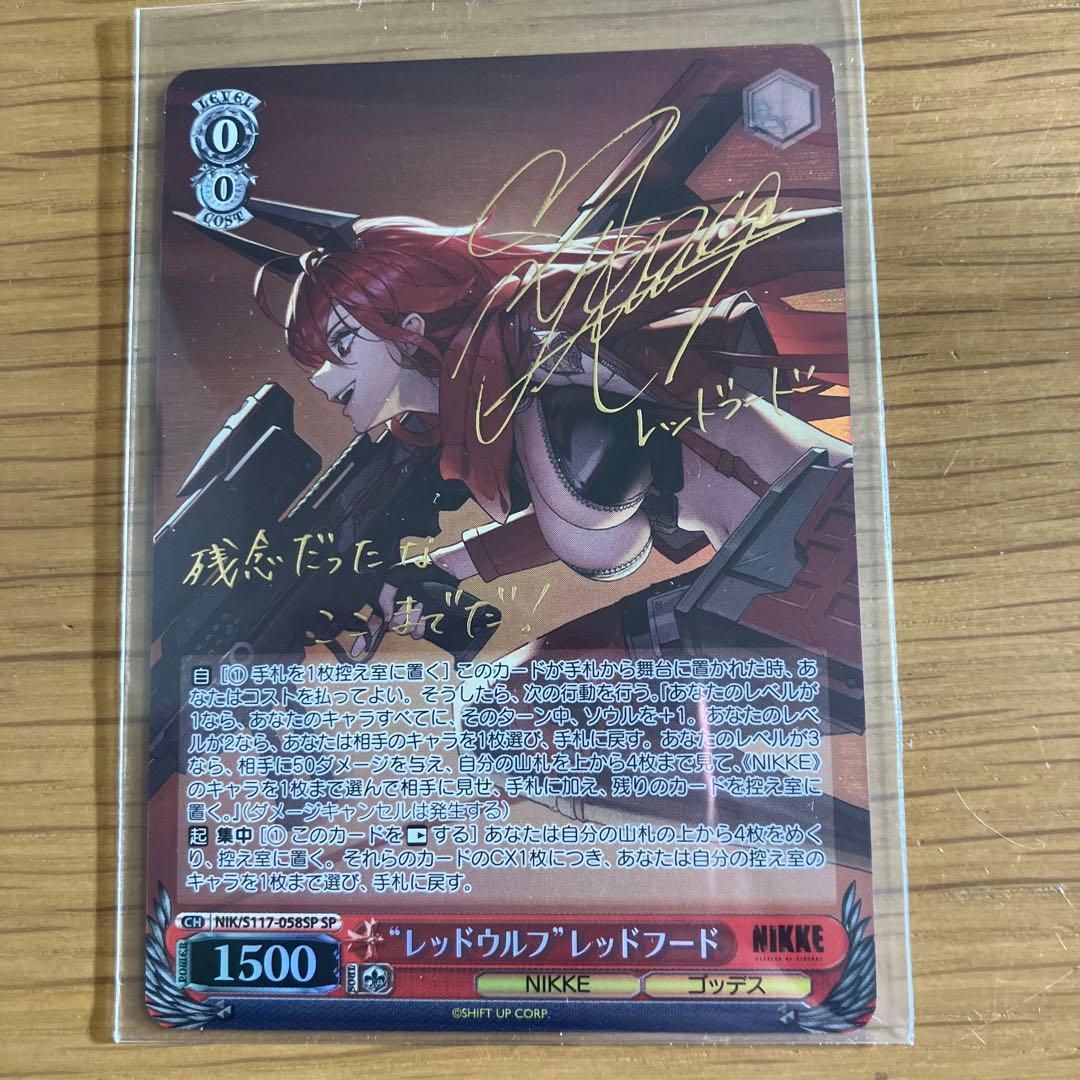 LEVEL
0
0
COST
レッドフード
残念だったな
ここまでだ!
自 [① 手札を1枚控え室に置く] このカードが手札から舞台に置かれた時、あ
なたはコストを払ってよい。そうしたら、次の行動を行う。「あなたのレベルが
1なら、あなたのキャラすべてに、そのターン中、ソウルを+1。あなたのレベ
ルが2なら、あなたは相手のキャラを1枚選び、手札に戻す。あなたのレベルが3
なら、相手に50ダメージを与え、自分の山札を上から4枚まで見て、《NIKKE》
のキャラを1枚まで選んで相手に見せ、手札に加え、残りのカードを控え室に
置く。」(ダメージキャンセルは発生する)
起 集中 [① このカードを する] あなたは自分の山札の上から4枚をめく
り、控え室に置く。それらのカードのCX1枚につき、あなたは自分の控え室の
キャラを1枚まで選び、手札に戻す。
CH NIK/S117-058SP SP
"レッドウルフ"レッドフード
NIKKE
POWER
1500
SOUL
NIKKE
ゴッデス
©SHIFT UP CORP.